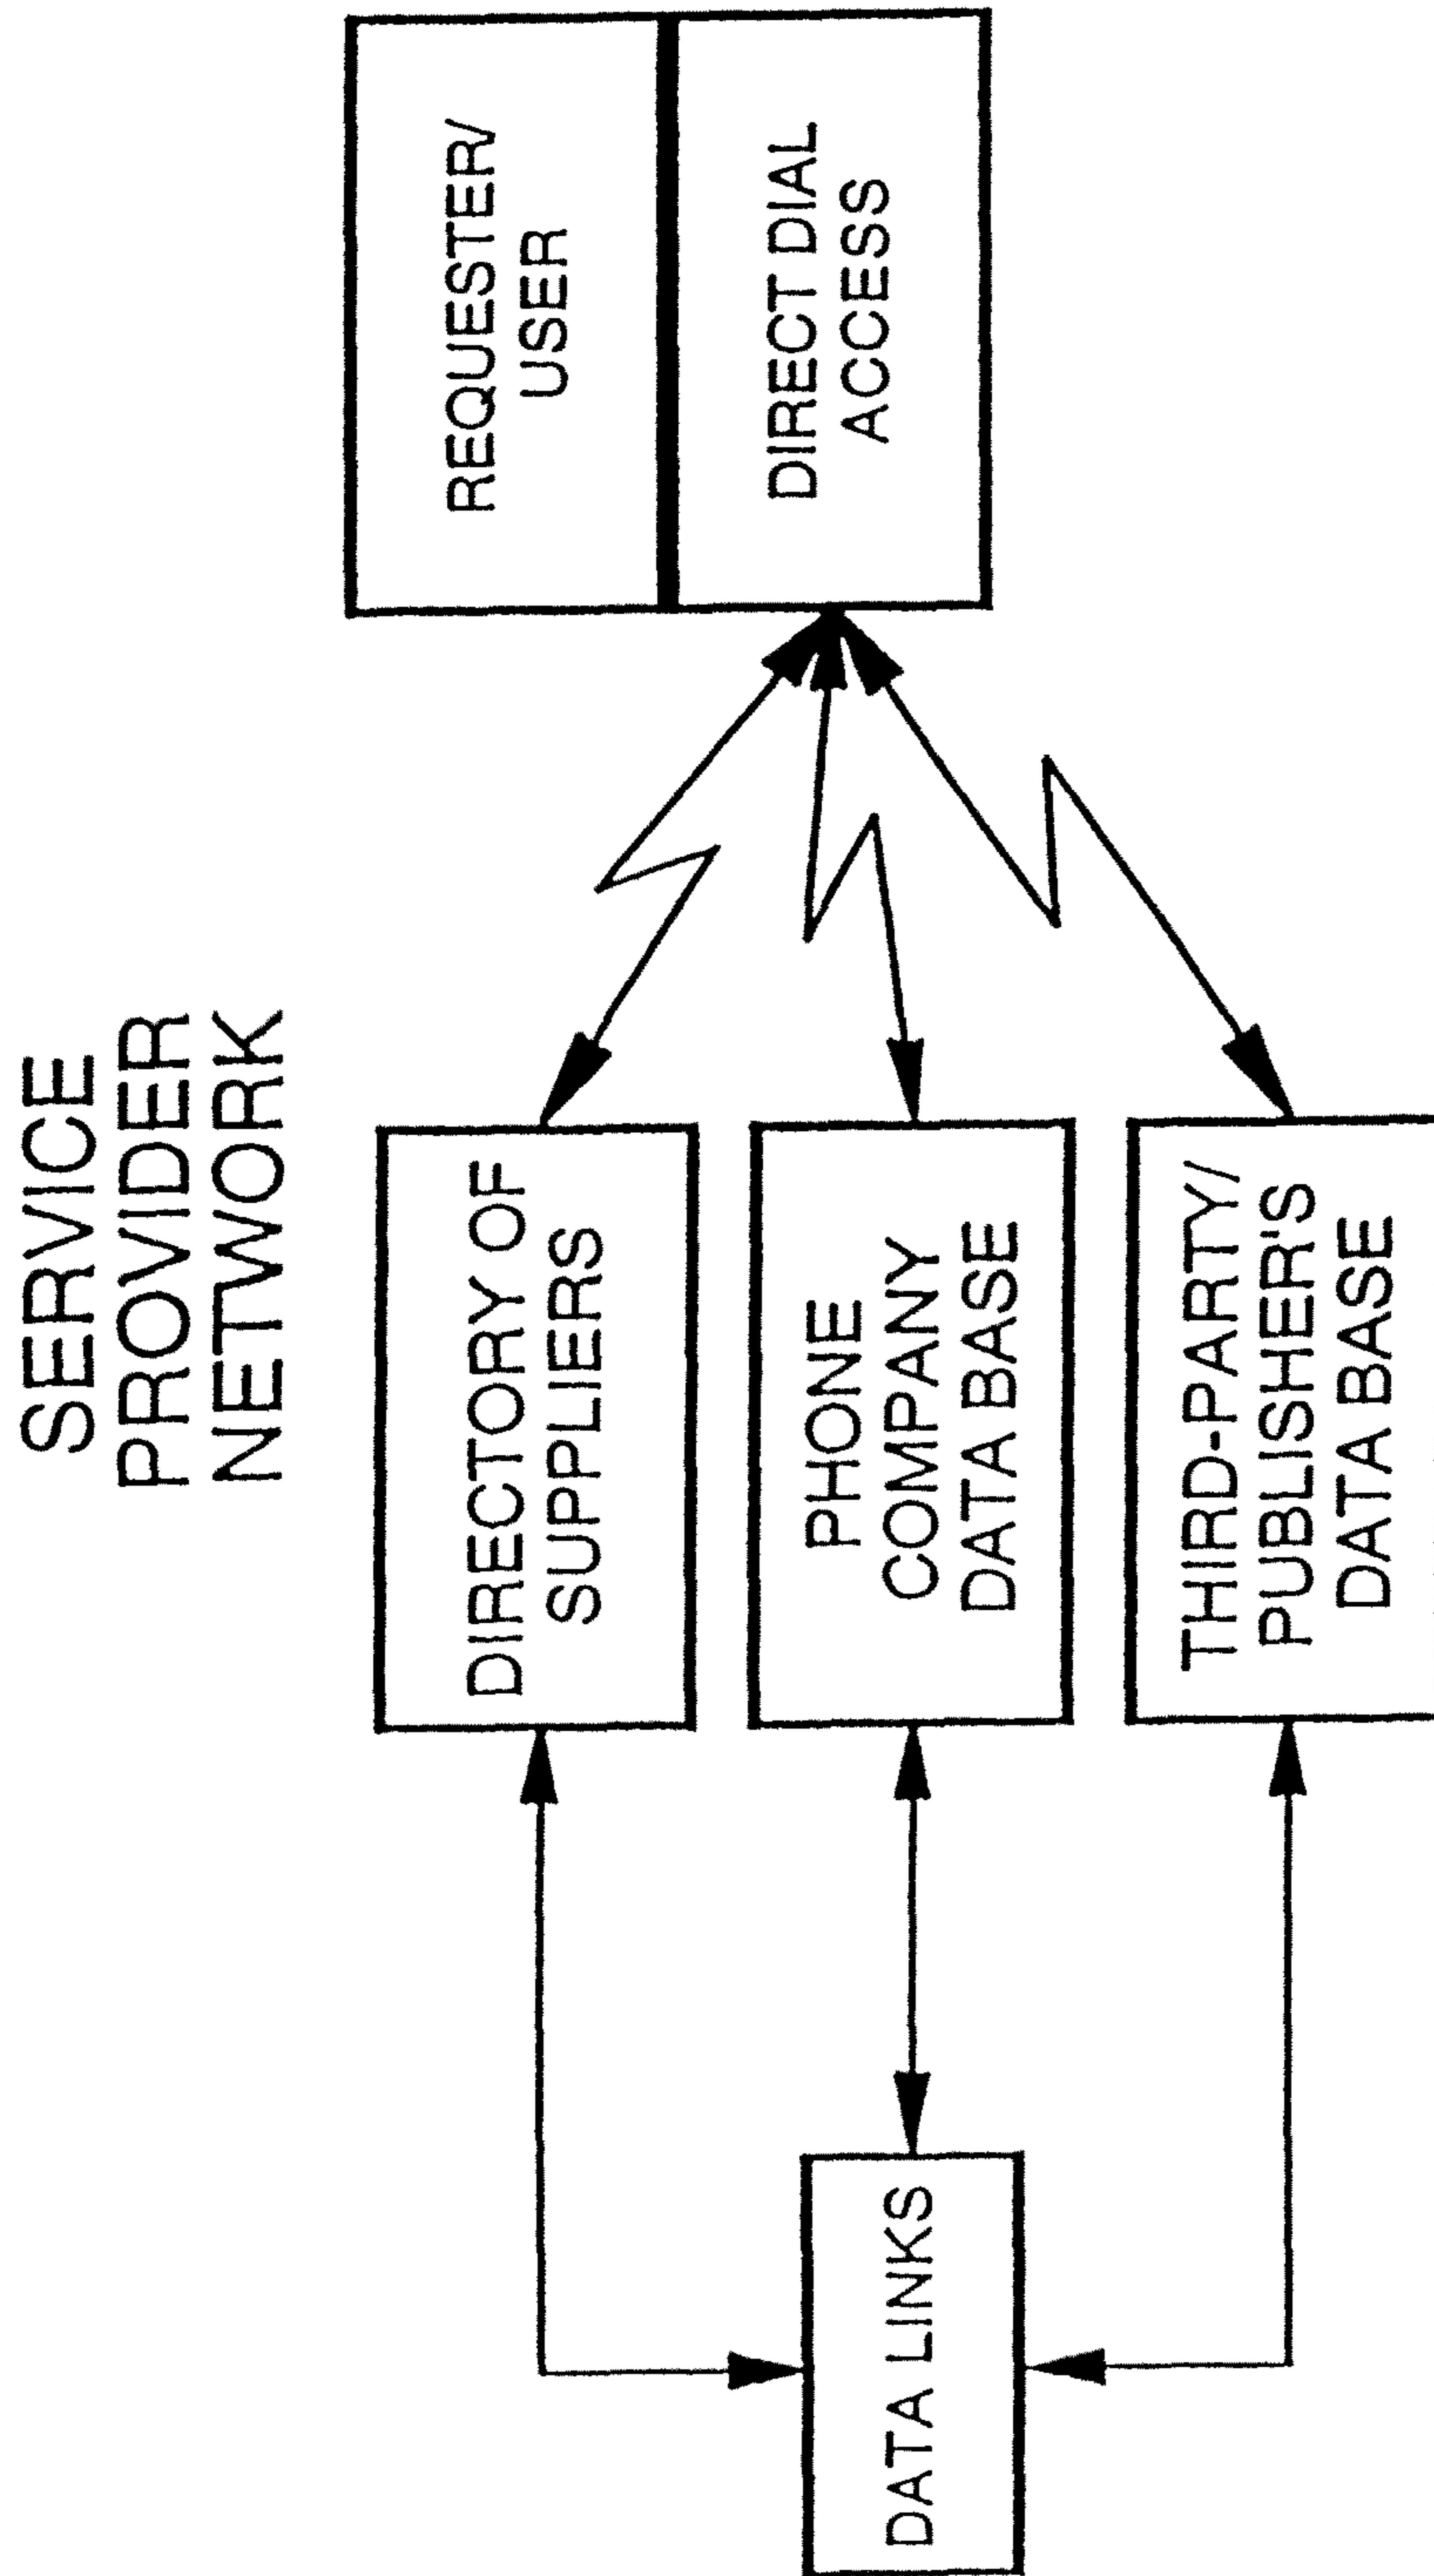 SERVICE
PROVIDER
NETWORK
DATA LINKS
DIRECTORY OF
SUPPLIERS
PHONE
COMPANY
DATA BASE
THIRD-PARTY/
PUBLISHER'S
DATA BASE
REQUESTER/
USER
DIRECT DIAL
ACCESS